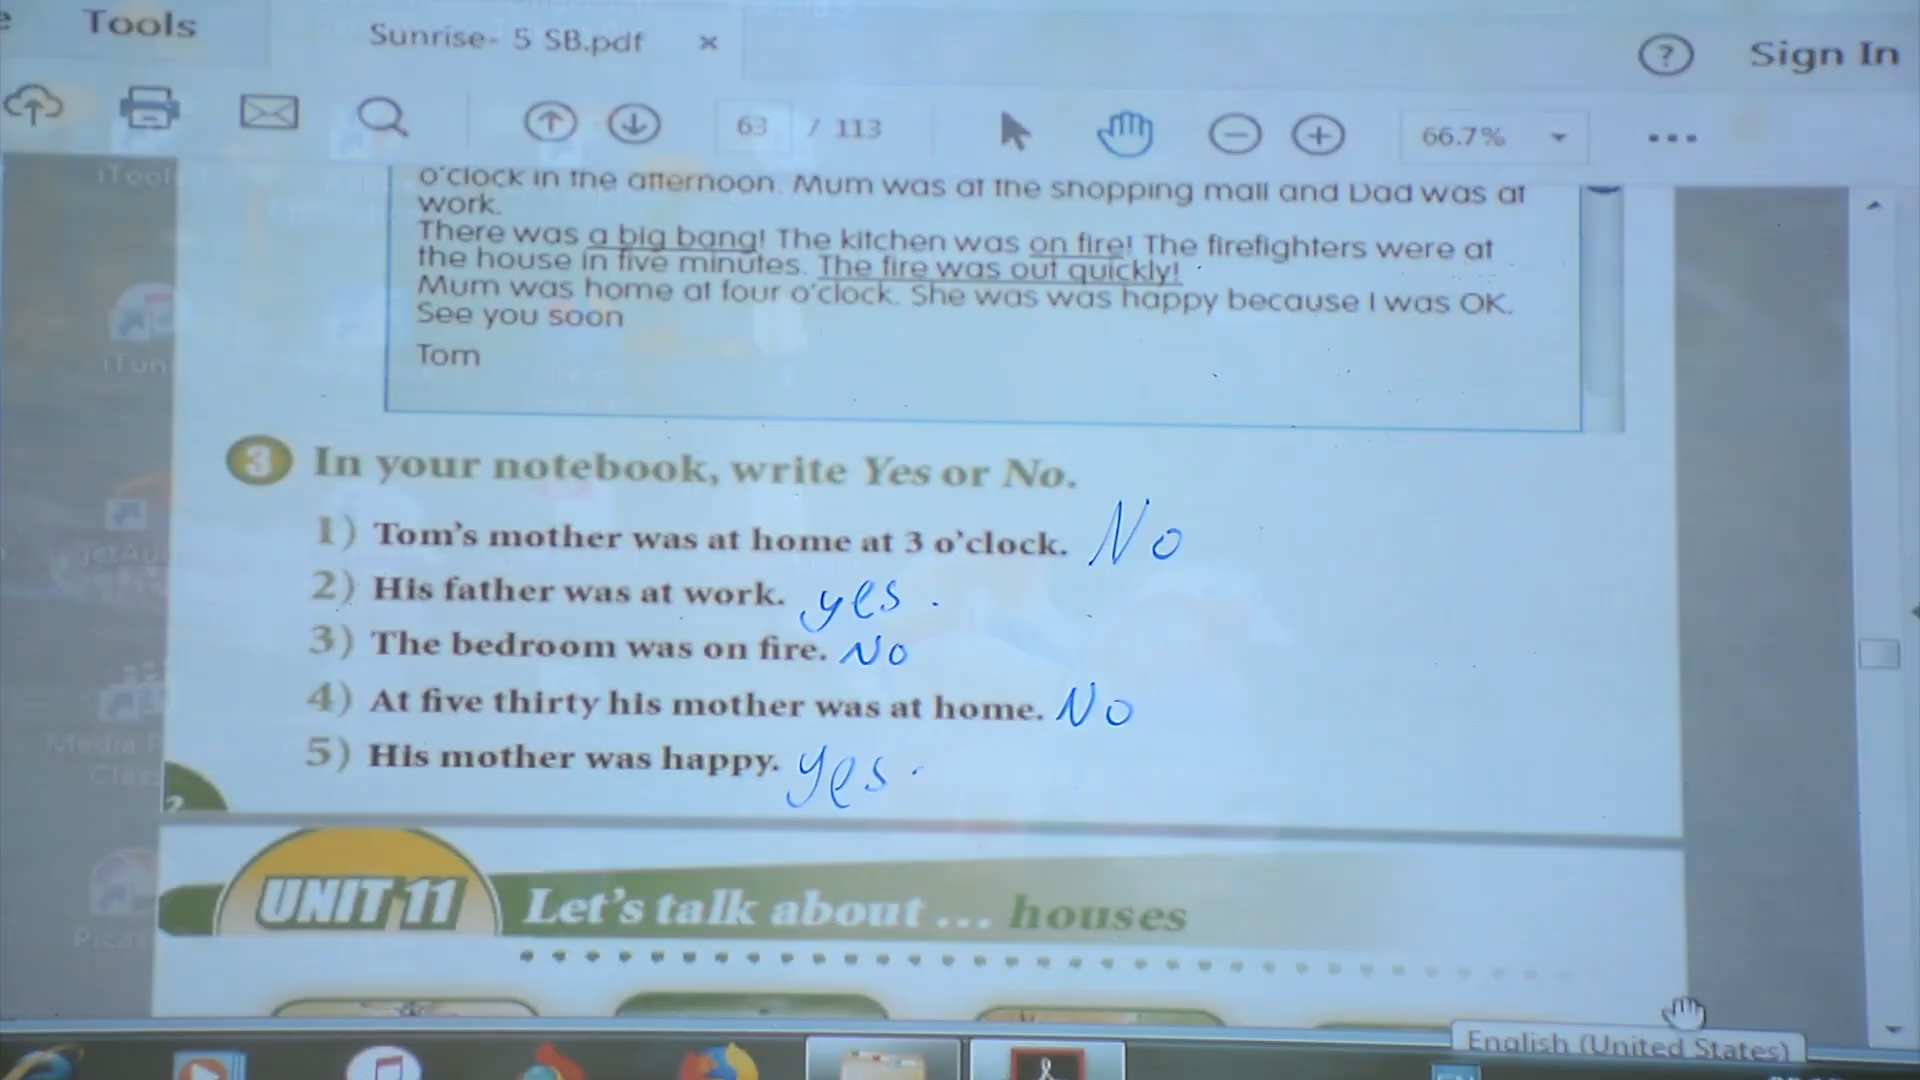 Tools
Sunrise- 5 SB.pdf ×
? Sign In
63 / 113
66.7%
o'clock in the afternoon. Mum was at the shopping mall and Dad was at
work.
There was a big bang! The kitchen was on fire! The firefighters were at
the house in five minutes. The fire was out quickly!
Mum was home at four o'clock. She was was happy because I was OK.
See you soon
Tom
3 In your notebook, write Yes or No.
1) Tom's mother was at home at 3 o'clock. No
2) His father was at work. yes.
3) The bedroom was on fire. NO
4) At five thirty his mother was at home. NO
5) His mother was happy. yes.
UNIT 11 Let's talk about ... houses
English (United States)